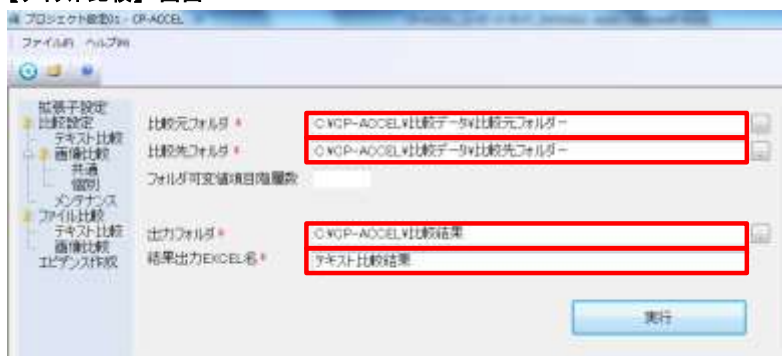 プロジェクト設定01 - CP-ACCEL
ファイル(F) ヘルプ(H)
拡張子設定
比較設定
テキスト比較
画像比較
共通
個別
メンテナンス
ファイル比較
テキスト比較
画像比較
エビデンス作成
比較元フォルダ * C:¥CP-ACCEL¥比較データ¥比較元フォルダー
比較先フォルダ * C:¥CP-ACCEL¥比較データ¥比較先フォルダー
フォルダ可変値項目階層数
出力フォルダ * C:¥CP-ACCEL¥比較結果
結果出力EXCEL名 * テキスト比較結果
実行